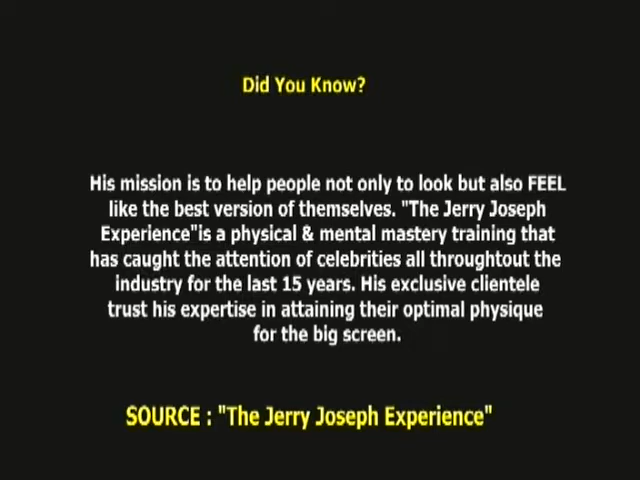 Did You Know?
His mission is to help people not only to look but also FEEL
like the best version of themselves. "The Jerry Joseph
Experience"is a physical & mental mastery training that
has caught the attention of celebrities all throughtout the
industry for the last 15 years. His exclusive clientele
trust his expertise in attaining their optimal physique
for the big screen.
SOURCE : "The Jerry Joseph Experience"